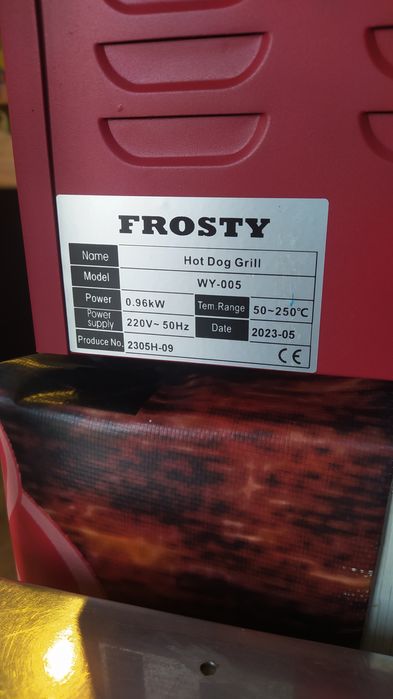 FROSTY
Name Hot Dog Grill
Model WY-005
Power 0.96kW Tem.Range 50~250℃
Power supply 220V~ 50Hz Date 2023-05
Produce No. 2305H-09 CE